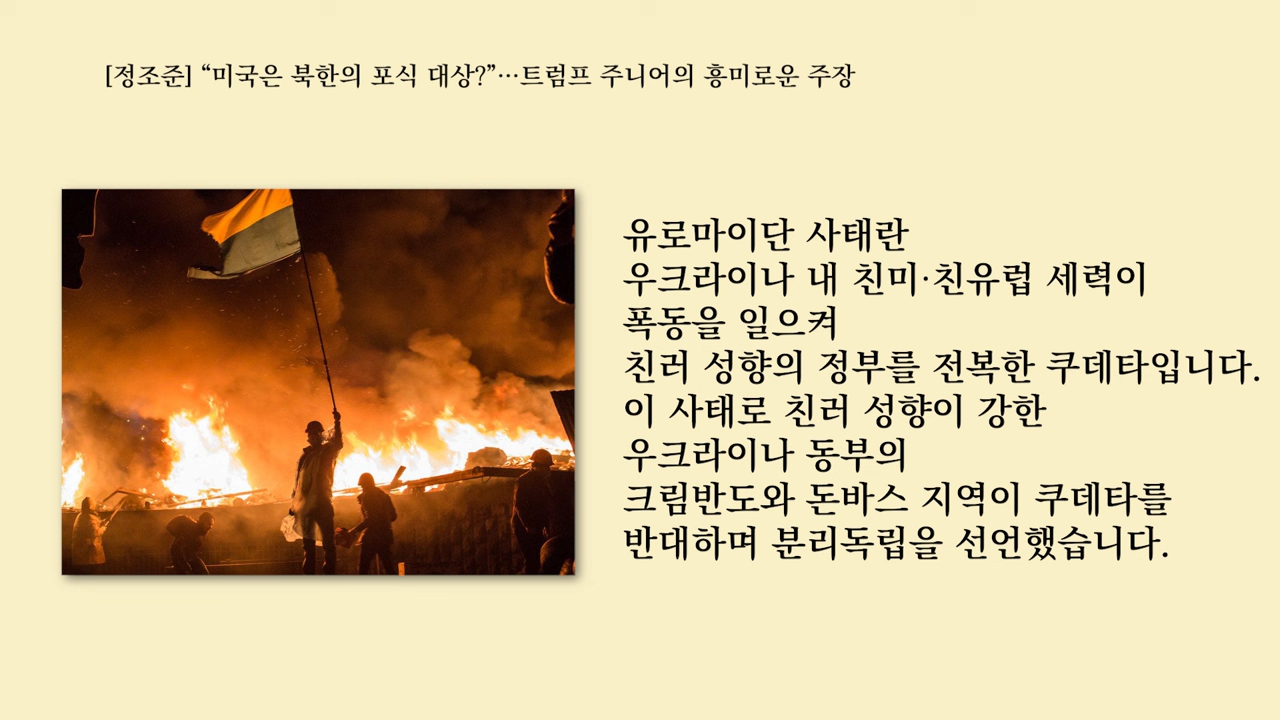 [정조준] “미국은 북한의 포식 대상?”…트럼프 주니어의 흥미로운 주장
유로마이단 사태란
우크라이나 내 친미·친유럽 세력이
폭동을 일으켜
친러 성향의 정부를 전복한 쿠데타입니다.
이 사태로 친러 성향이 강한
우크라이나 동부의
크림반도와 돈바스 지역이 쿠데타를
반대하며 분리독립을 선언했습니다.